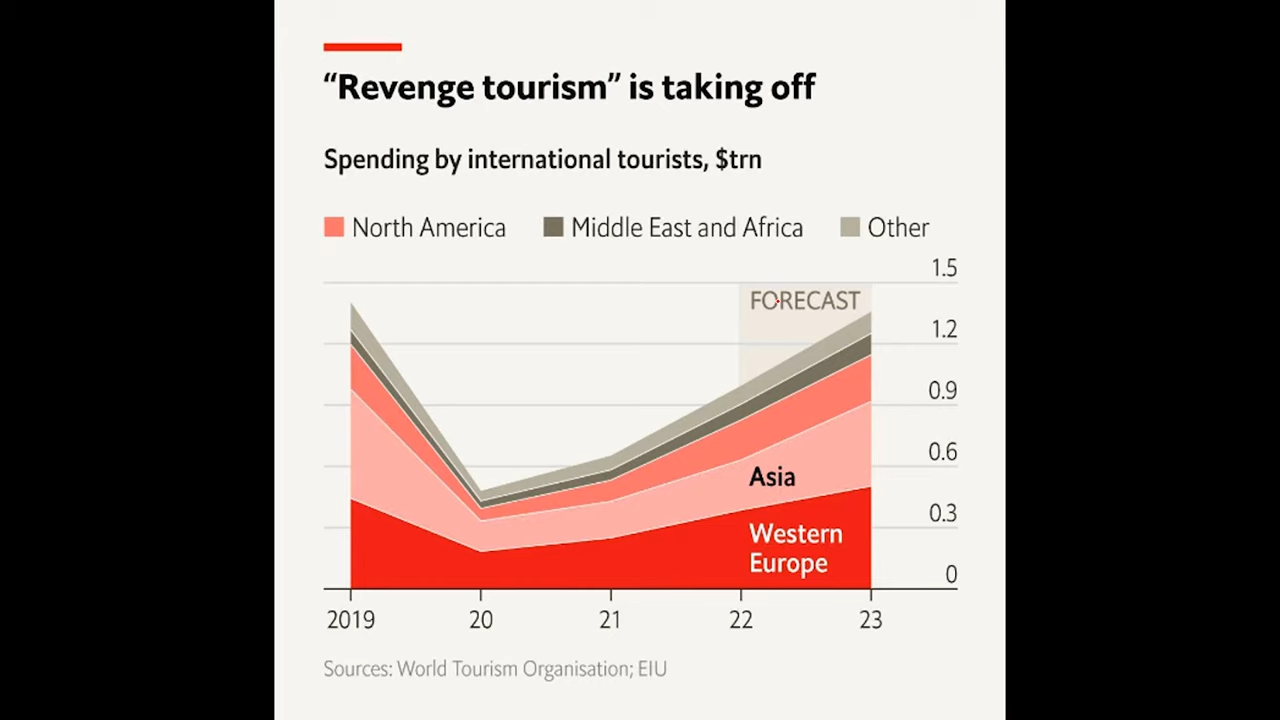 “Revenge tourism” is taking off
Spending by international tourists, $trn
North America Middle East and Africa Other
1.5
FORECAST
1.2
0.9
0.6
Asia
0.3
Western
Europe
0
2019 20 21 22 23
Sources: World Tourism Organisation; EIU